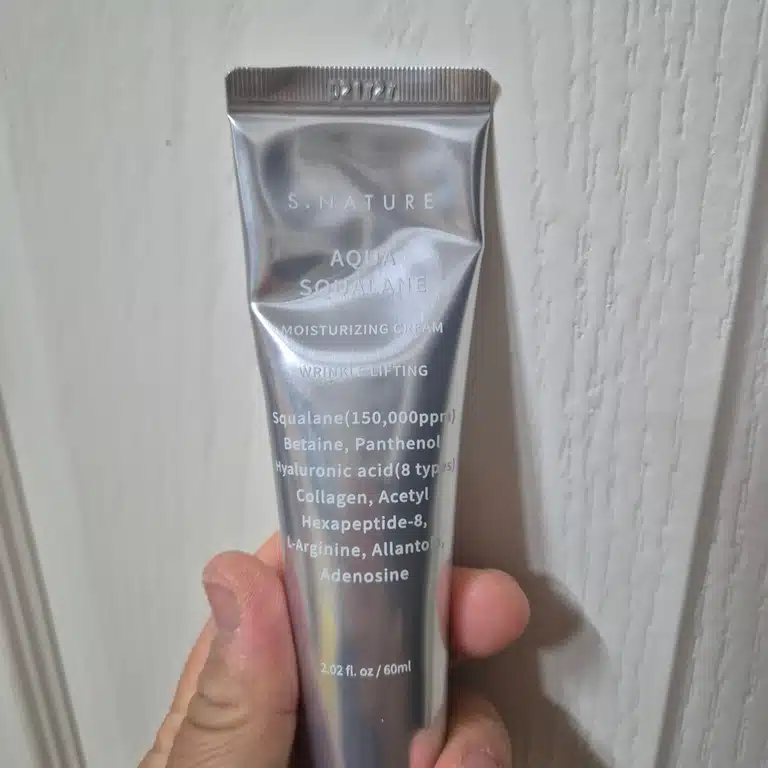 S.NATURE
AQUA
SQUALANE
MOISTURIZING CREAM
WRINKLE LIFTING
Squalane(150,000ppm)
Betaine, Panthenol
Hyaluronic acid(8 types)
Collagen, Acetyl
Hexapeptide-8,
L-Arginine, Allantoin,
Adenosine
2.02 fl. oz / 60ml